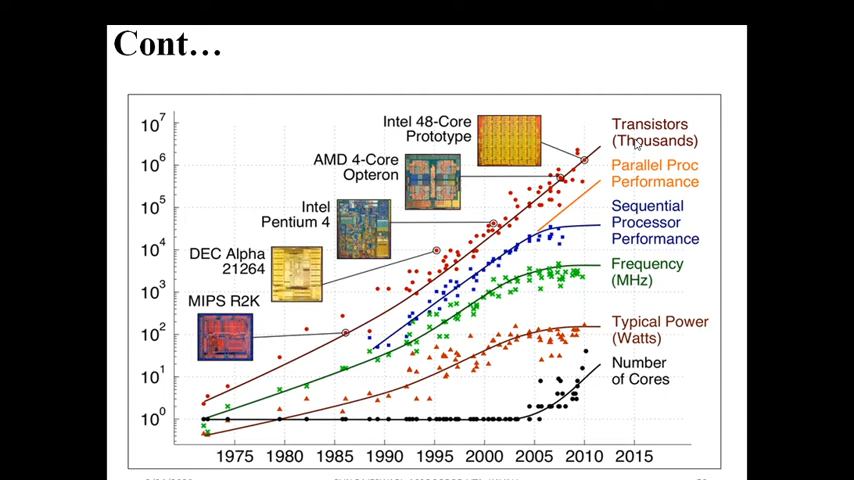 Cont…
10^7
10^6
10^5
10^4
10^3
10^2
10^1
10^0
1975 1980 1985 1990 1995 2000 2005 2010 2015
Intel 48-Core
Prototype
AMD 4-Core
Opteron
Intel
Pentium 4
DEC Alpha
21264
MIPS R2K
Transistors
(Thousands)
Parallel Proc
Performance
Sequential
Processor
Performance
Frequency
(MHz)
Typical Power
(Watts)
Number
of Cores